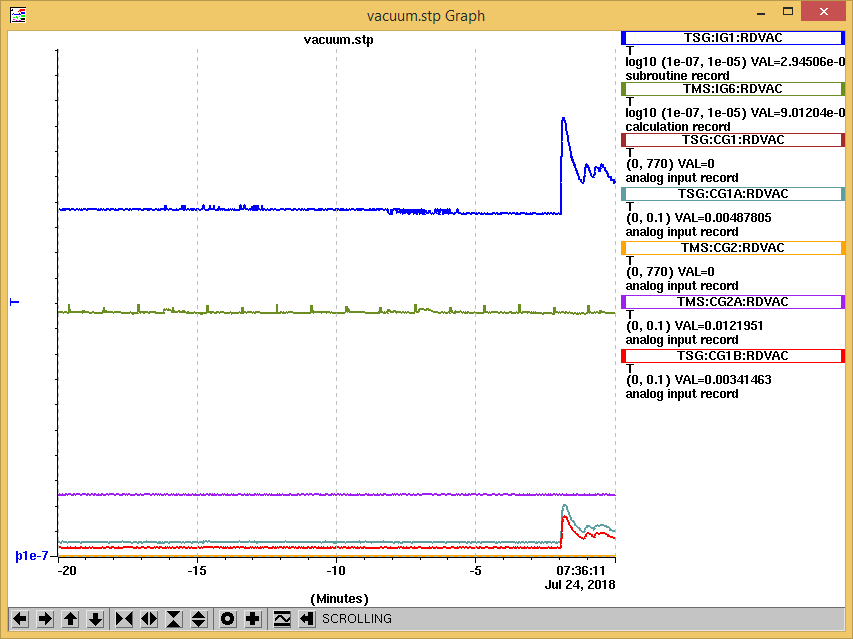 vacuum.stp Graph
vacuum.stp
TSG:IG1:RDVAC
T
log10 (1e-07, 1e-05) VAL=2.94506e-0
subroutine record
TMS:IG6:RDVAC
T
log10 (1e-07, 1e-05) VAL=9.01204e-0
calculation record
TSG:CG1:RDVAC
T
(0, 770) VAL=0
analog input record
TSG:CG1A:RDVAC
T
(0, 0.1) VAL=0.00487805
analog input record
TMS:CG2:RDVAC
T
(0, 770) VAL=0
analog input record
TMS:CG2A:RDVAC
T
(0, 0.1) VAL=0.0121951
analog input record
TSG:CG1B:RDVAC
T
(0, 0.1) VAL=0.00341463
analog input record
T
1e-7
-20 -15 -10 -5 07:36:11
Jul 24, 2018
(Minutes)
SCROLLING